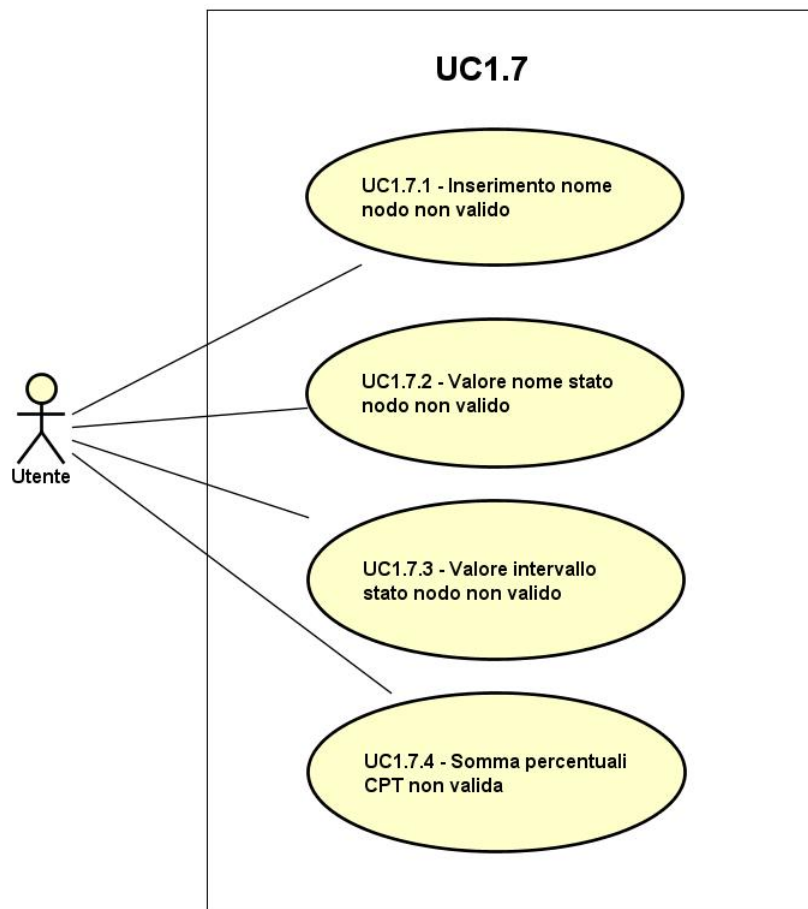 UC1.7
UC1.7.1 - Inserimento nome
nodo non valido
UC1.7.2 - Valore nome stato
nodo non valido
Utente
UC1.7.3 - Valore intervallo
stato nodo non valido
UC1.7.4 - Somma percentuali
CPT non valida